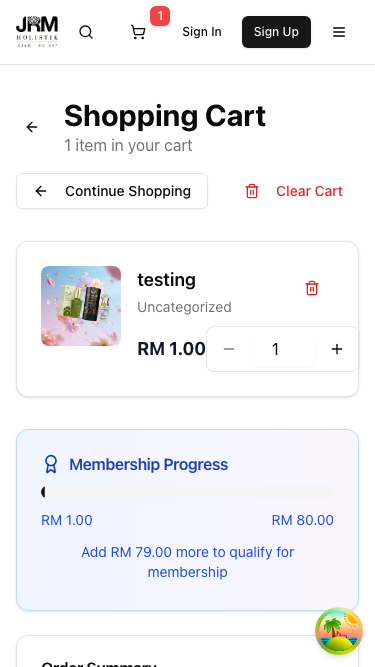 JRM
HOLISTIK
1
Sign In
Sign Up
Shopping Cart
1 item in your cart
Continue Shopping
Clear Cart
testing
Uncategorized
RM 1.00
1
Membership Progress
RM 1.00
RM 80.00
Add RM 79.00 more to qualify for
membership
Order Summary